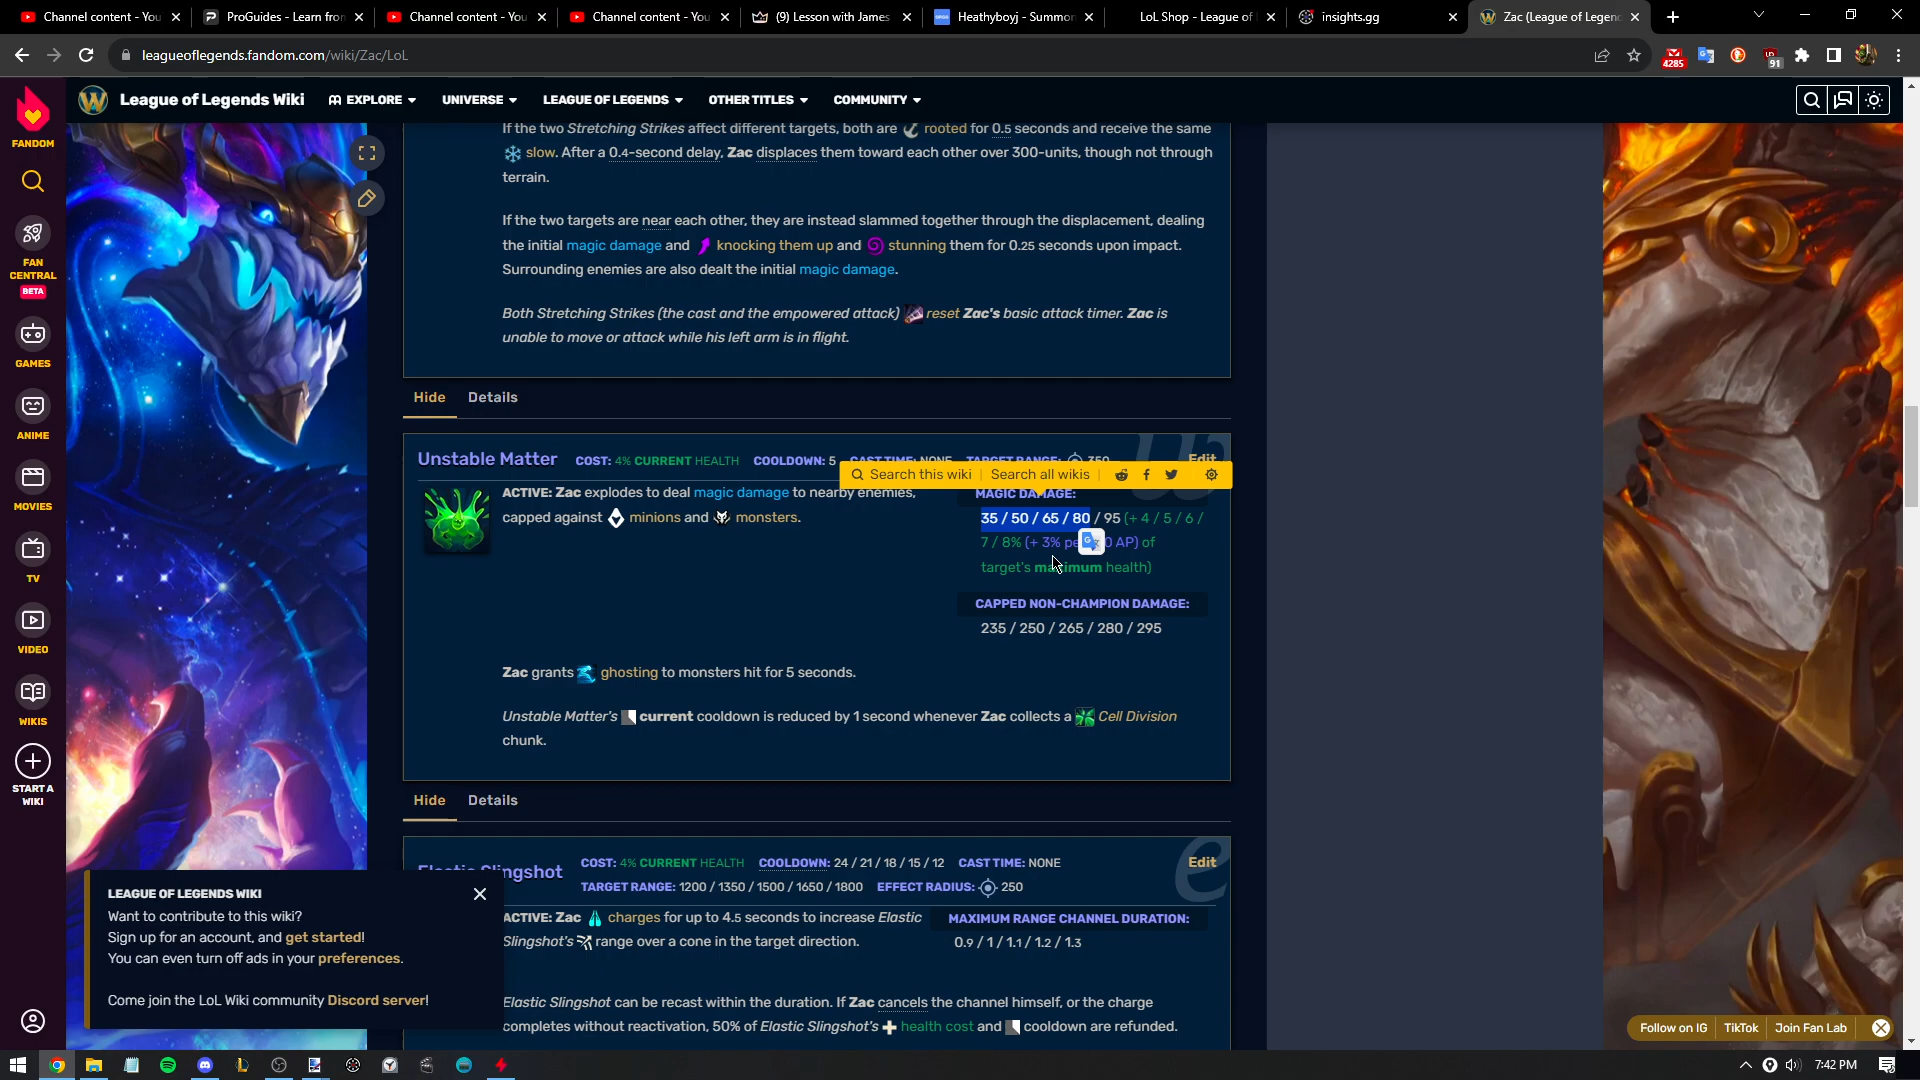 Channel content - You
ProGuides - Learn from
Channel content - You
Channel content - You
(9) Lesson with James
Heathyboyj - Summon
LoL Shop - League of
insights.gg
Zac (League of Legend
leagueoflegends.fandom.com/wiki/Zac/LoL
4285
91
FANDOM
League of Legends Wiki
EXPLORE
UNIVERSE
LEAGUE OF LEGENDS
OTHER TITLES
COMMUNITY
FAN
CENTRAL
BETA
GAMES
ANIME
MOVIES
TV
VIDEO
WIKIS
START A
WIKI
If the two Stretching Strikes affect different targets, both are rooted for 0.5 seconds and receive the same
slow. After a 0.4-second delay, Zac displaces them toward each other over 300-units, though not through
terrain.
If the two targets are near each other, they are instead slammed together through the displacement, dealing
the initial magic damage and knocking them up and stunning them for 0.25 seconds upon impact.
Surrounding enemies are also dealt the initial magic damage.
Both Stretching Strikes (the cast and the empowered attack) reset Zac's basic attack timer. Zac is
unable to move or attack while his left arm is in flight.
Hide Details
Unstable Matter COST: 4% CURRENT HEALTH COOLDOWN: 5 CAST TIME: NONE TARGET RANGE: 350 Edit
Search this wiki Search all wikis
ACTIVE: Zac explodes to deal magic damage to nearby enemies,
capped against minions and monsters.
MAGIC DAMAGE:
35 / 50 / 65 / 80 / 95 (+ 4 / 5 / 6 /
7 / 8% (+ 3% pe 0 AP) of
target's maximum health)
CAPPED NON-CHAMPION DAMAGE:
235 / 250 / 265 / 280 / 295
Zac grants ghosting to monsters hit for 5 seconds.
Unstable Matter's current cooldown is reduced by 1 second whenever Zac collects a Cell Division
chunk.
Hide Details
Elastic Slingshot COST: 4% CURRENT HEALTH COOLDOWN: 24 / 21 / 18 / 15 / 12 CAST TIME: NONE Edit
TARGET RANGE: 1200 / 1350 / 1500 / 1650 / 1800 EFFECT RADIUS: 250
ACTIVE: Zac charges for up to 4.5 seconds to increase Elastic
Slingshot's range over a cone in the target direction.
MAXIMUM RANGE CHANNEL DURATION:
0.9 / 1 / 1.1 / 1.2 / 1.3
Elastic Slingshot can be recast within the duration. If Zac cancels the channel himself, or the charge
completes without reactivation, 50% of Elastic Slingshot's health cost and cooldown are refunded.
LEAGUE OF LEGENDS WIKI
Want to contribute to this wiki?
Sign up for an account, and get started!
You can even turn off ads in your preferences.
Come join the LoL Wiki community Discord server!
Follow on IG TikTok Join Fan Lab
7:42 PM